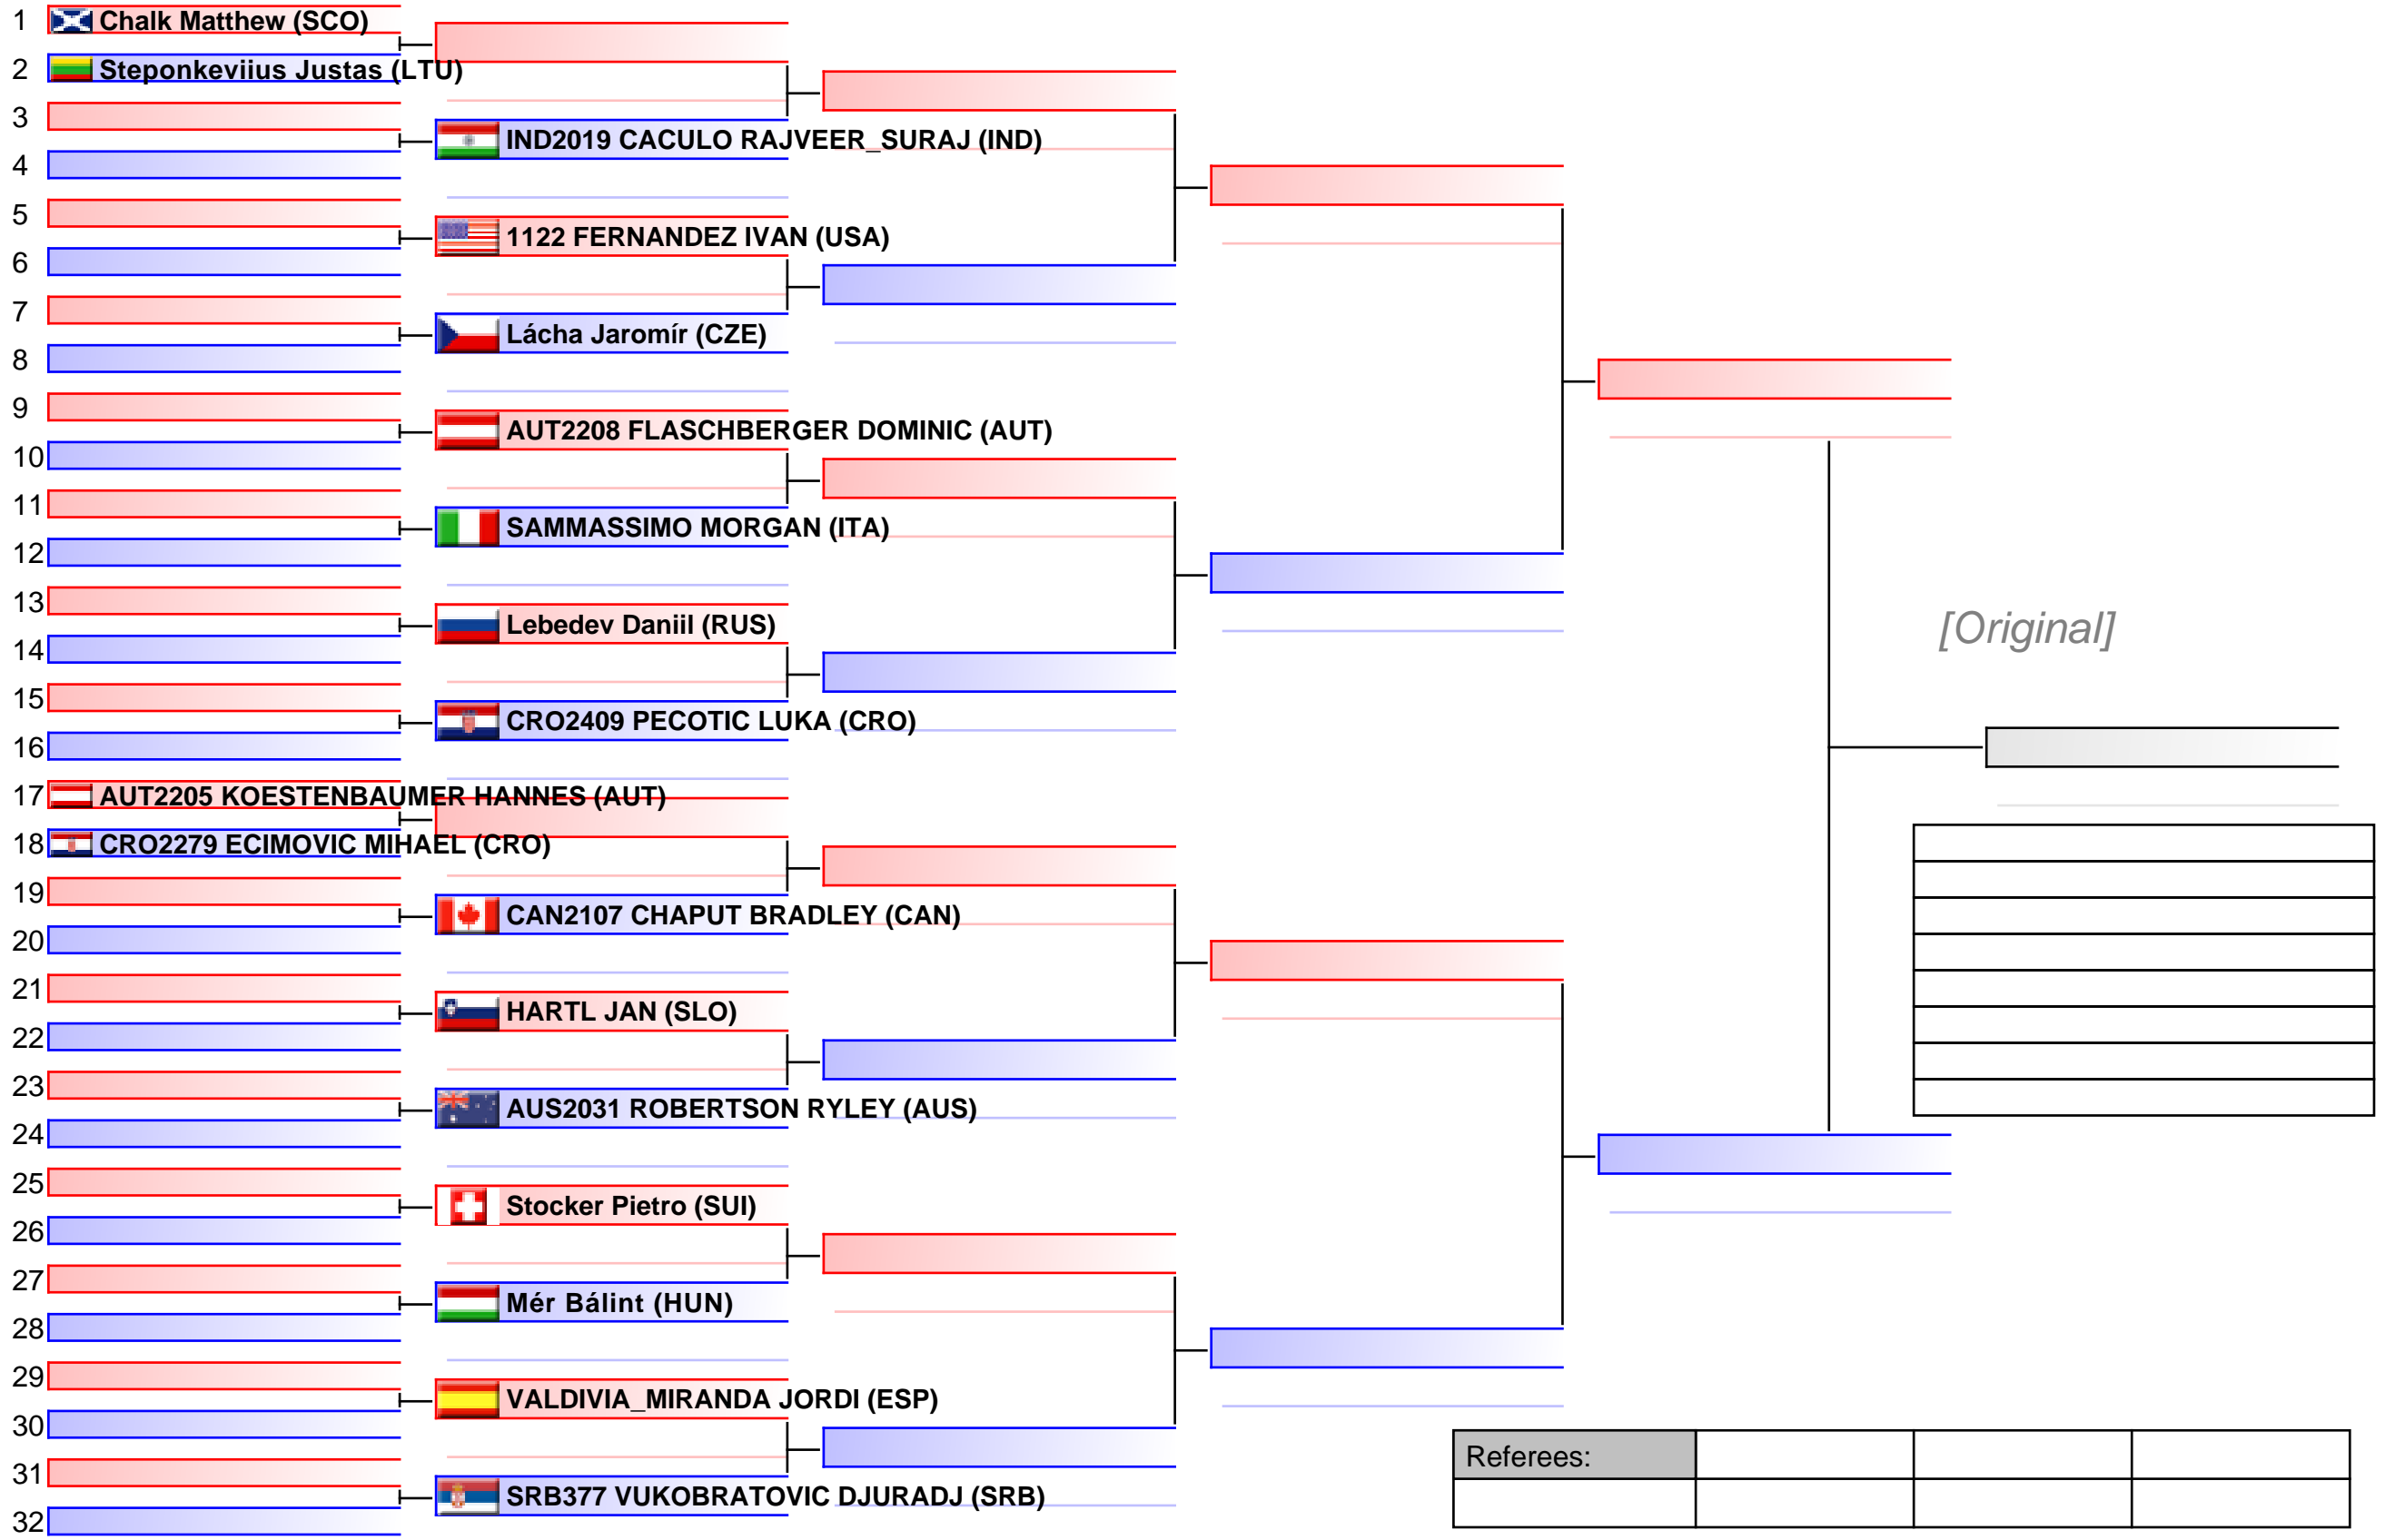 1 Chalk Matthew (SCO)
2 Steponkeviius Justas (LTU)
3
IND2019 CACULO RAJVEER_SURAJ (IND)
4
5
1122 FERNANDEZ IVAN (USA)
6
7
Lácha Jaromír (CZE)
8
9
AUT2208 FLASCHBERGER DOMINIC (AUT)
10
11
SAMMASSIMO MORGAN (ITA)
12
13
Lebedev Daniil (RUS)
[Original]
14
15
CRO2409 PECOTIC LUKA (CRO)
16
17 AUT2205 KOESTENBAUMER HANNES (AUT)
18 CRO2279 ECIMOVIC MIHAEL (CRO)
19
CAN2107 CHAPUT BRADLEY (CAN)
20
21
HARTL JAN (SLO)
22
23
AUS2031 ROBERTSON RYLEY (AUS)
24
25
Stocker Pietro (SUI)
26
27
Mér Bálint (HUN)
28
29
VALDIVIA_MIRANDA JORDI (ESP)
30
Referees:
31
SRB377 VUKOBRATOVIC DJURADJ (SRB)
32